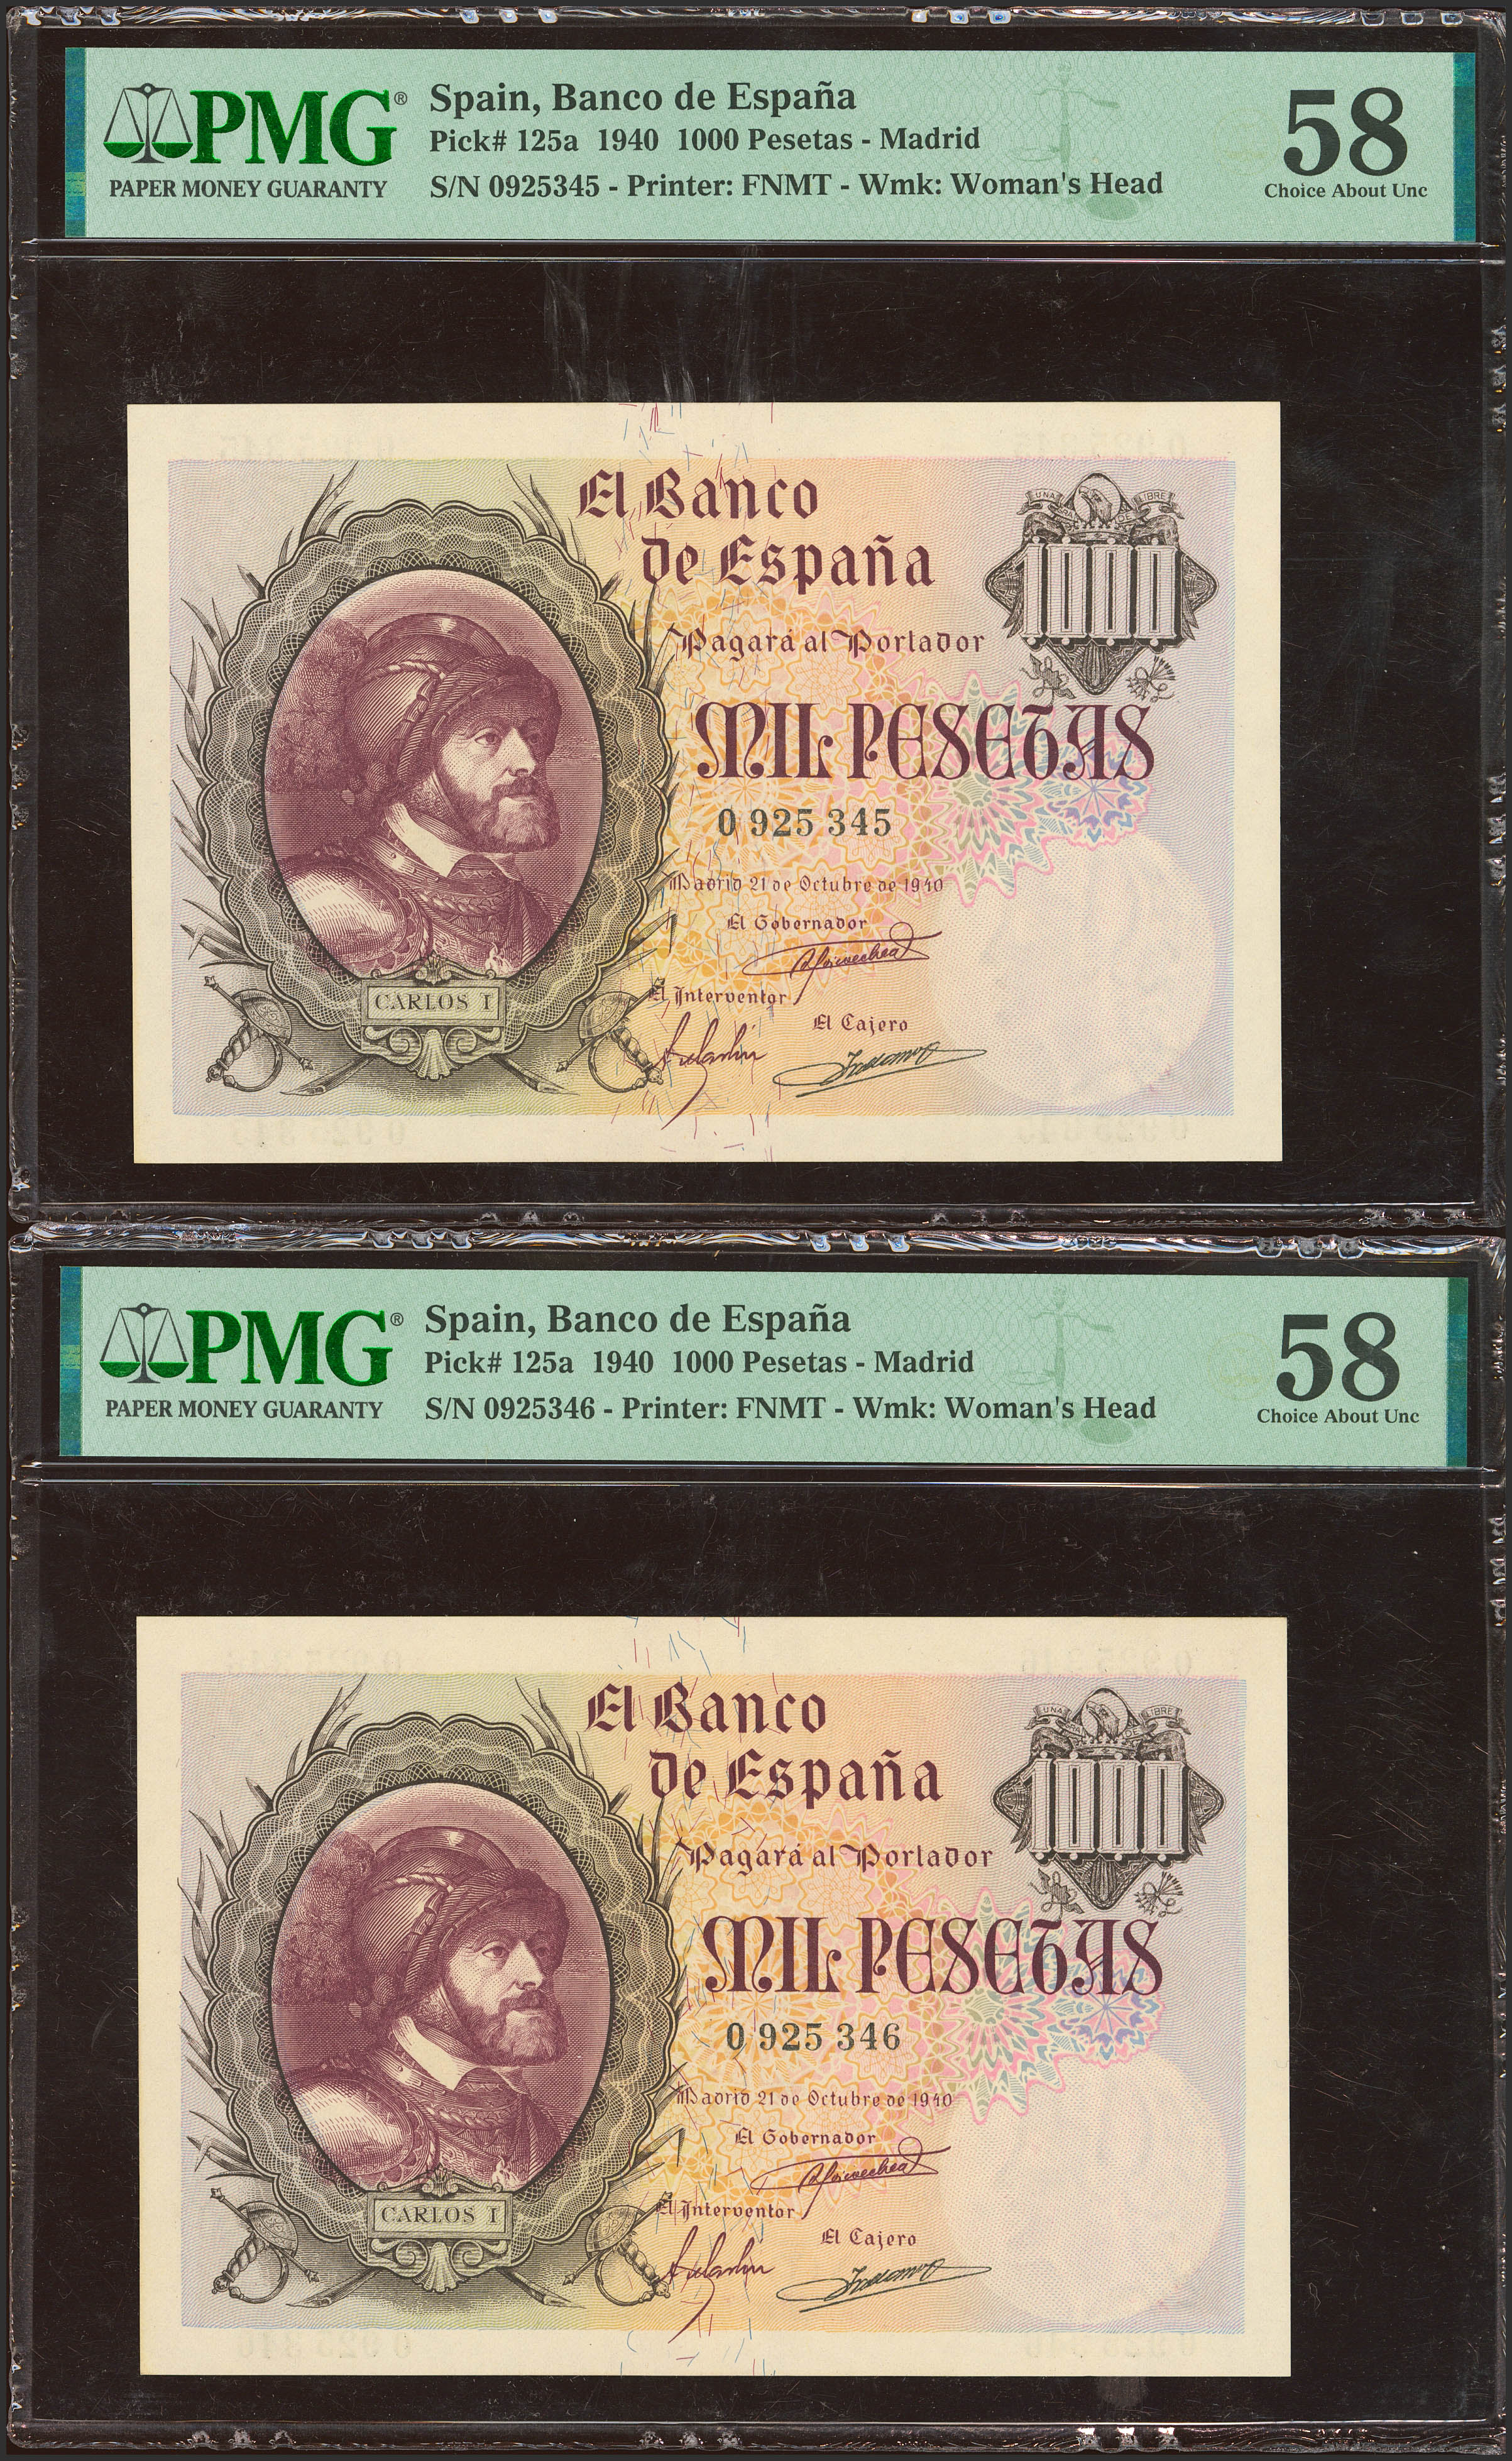 PMG®
PAPER MONEY GUARANTY
Spain, Banco de España
Pick# 125a 1940 1000 Pesetas - Madrid
S/N 0925345 - Printer: FNMT - Wmk: Woman's Head
58
Choice About Unc
El Banco
de España
UNA LIBRE
1000
Pagará al Portador
MIL PESETAS
0 925 345
Madrid 21 de Octubre de 1940
El Gobernador
El Interventor
El Cajero
CARLOS I
PMG®
PAPER MONEY GUARANTY
Spain, Banco de España
Pick# 125a 1940 1000 Pesetas - Madrid
S/N 0925346 - Printer: FNMT - Wmk: Woman's Head
58
Choice About Unc
El Banco
de España
UNA LIBRE
1000
Pagará al Portador
MIL PESETAS
0 925 346
Madrid 21 de Octubre de 1940
El Gobernador
El Interventor
El Cajero
CARLOS I